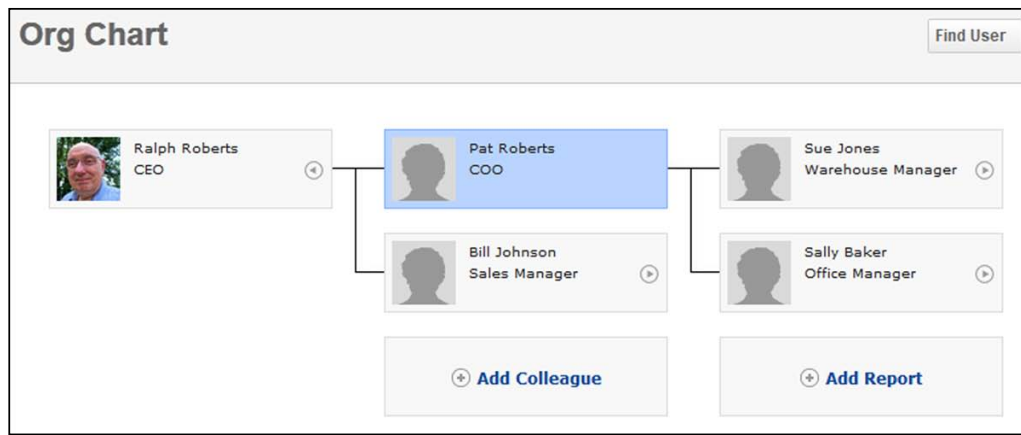 Org Chart
Find User
Ralph Roberts
CEO
Pat Roberts
COO
Sue Jones
Warehouse Manager
Bill Johnson
Sales Manager
Sally Baker
Office Manager
Add Colleague
Add Report